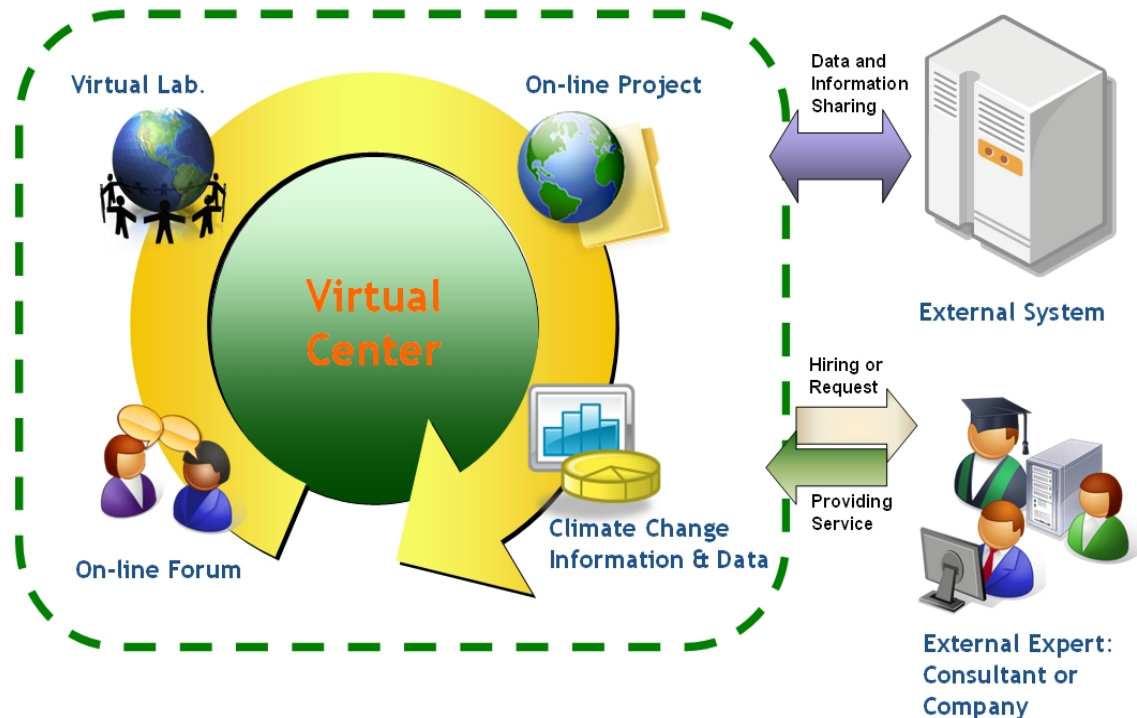 Virtual Lab.
On-line Project
Data and
Information
Sharing
Virtual
Center
External System
Hiring or
Request
Providing
Service
On-line Forum
Climate Change
Information & Data
External Expert:
Consultant or
Company